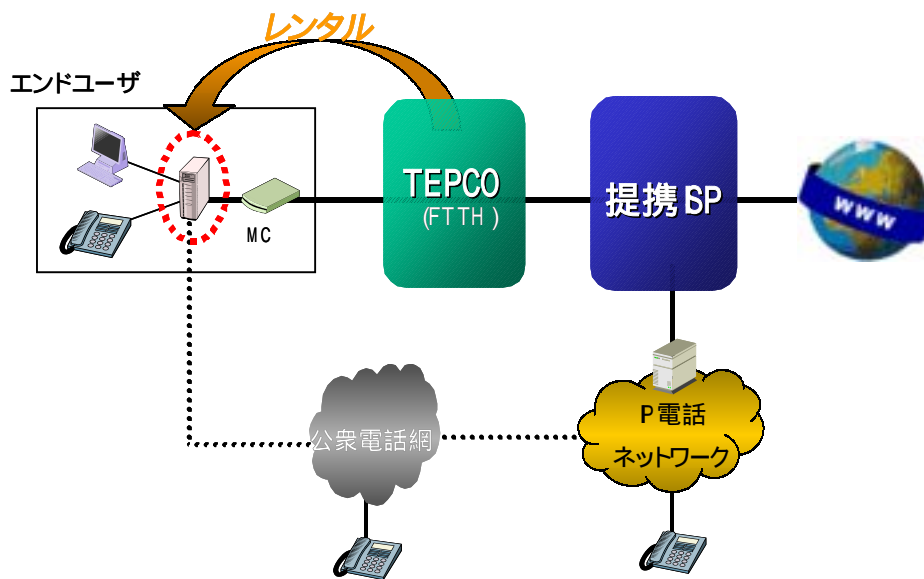 レンタル
エンドユーザ
MC
TEPCO
(FTTH)
提携ISP
www
公衆電話網
P電話
ネットワーク